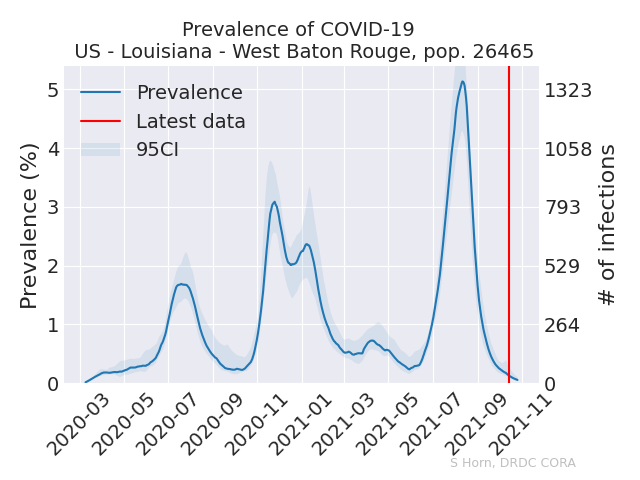 Prevalence of COVID-19
US - Louisiana - West Baton Rouge, pop. 26465
Prevalence
Latest data
95CI
Prevalence (%)
5
4
3
2
1
0
1323
1058
793
529
264
0
# of infections
2020-03
2020-05
2020-07
2020-09
2020-11
2021-01
2021-03
2021-05
2021-07
2021-09
2021-11
S Horn, DRDC CORA